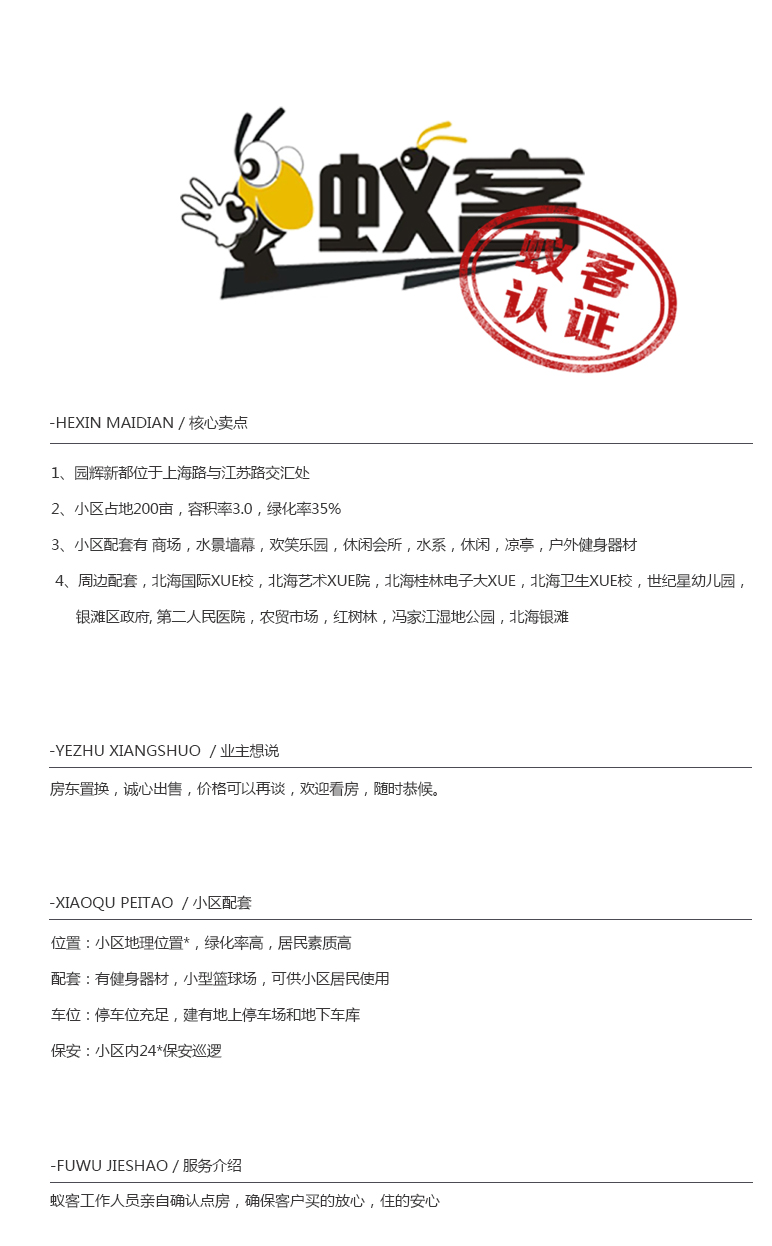 蚁客
蚁客
认证
-HEXIN MAIDIAN / 核心卖点
1、园辉新都位于上海路与江苏路交汇处
2、小区占地200亩，容积率3.0，绿化率35%
3、小区配套有 商场，水景墙幕，欢笑乐园，休闲会所，水系，休闲，凉亭，户外健身器材
4、周边配套，北海国际XUE校，北海艺术XUE院，北海桂林电子大XUE，北海卫生XUE校，世纪星幼儿园，
银滩区政府, 第二人民医院，农贸市场，红树林，冯家江湿地公园，北海银滩
-YEZHU XIANGSHUO / 业主想说
房东置换，诚心出售，价格可以再谈，欢迎看房，随时恭候。
-XIAOQU PEITAO / 小区配套
位置：小区地理位置*，绿化率高，居民素质高
配套：有健身器材，小型篮球场，可供小区居民使用
车位：停车位充足，建有地上停车场和地下车库
保安：小区内24*保安巡逻
-FUWU JIESHAO / 服务介绍
蚁客工作人员亲自确认点房，确保客户买的放心，住的安心